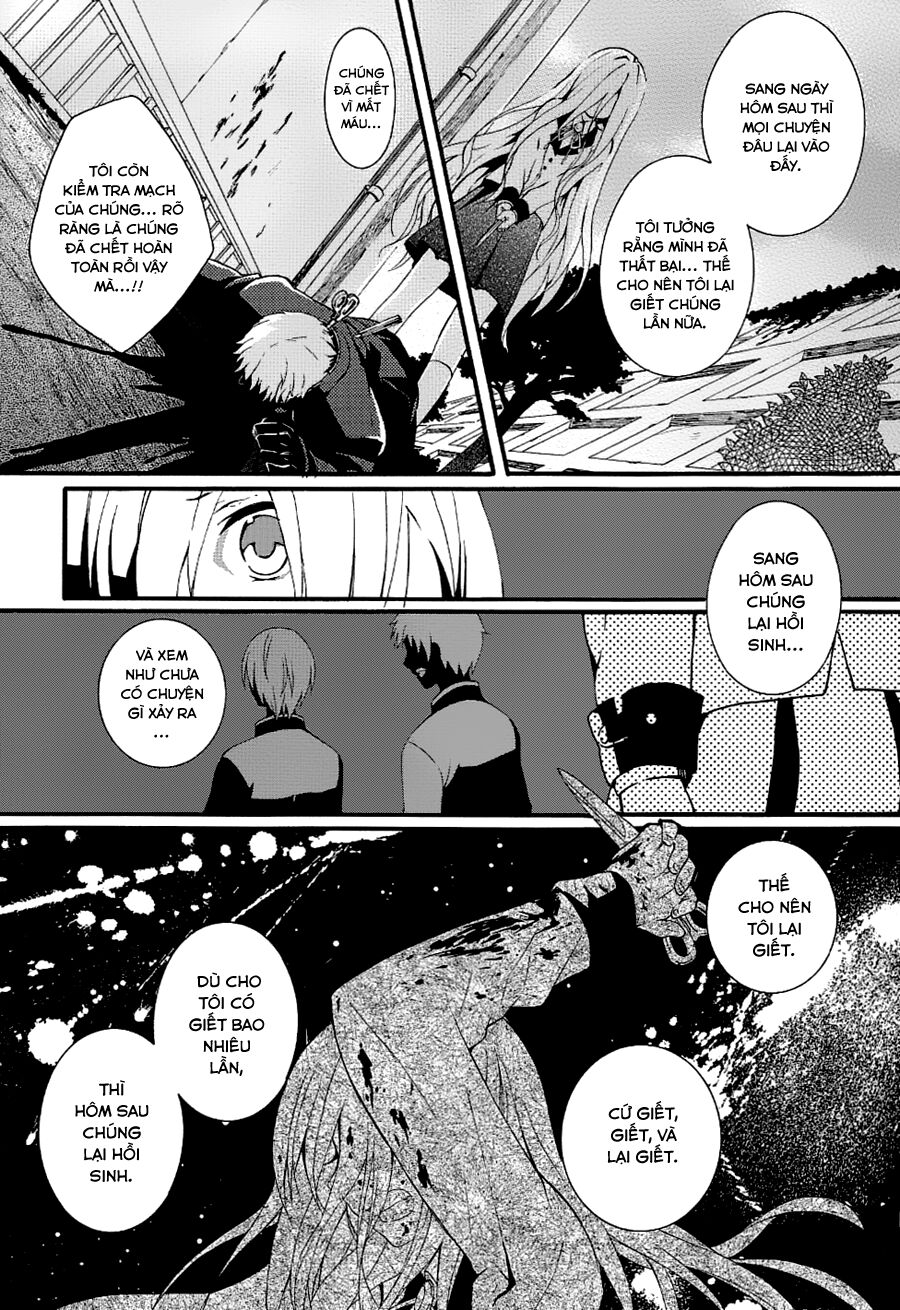 SANG NGÀY
HÔM SAU THÌ
MỌI CHUYỆN
ĐÂU LẠI VÀO
ĐẤY.
TÔI TƯỞNG
RẰNG MÌNH ĐÃ
THẤT BẠI... THẾ
CHO NÊN TÔI LẠI
GIẾT CHÚNG
LẦN NỮA.
CHÚNG
ĐÃ CHẾT
VÌ MẤT
MÁU...
TÔI CÒN
KIỂM TRA MẠCH
CỦA CHÚNG... RÕ
RÀNG LÀ CHÚNG
ĐÃ CHẾT HOÀN
TOÀN RỒI VẬY
MÀ...!!
SANG
HÔM SAU
CHÚNG
LẠI HỒI
SINH...
VÀ XEM
NHƯ CHƯA
CÓ CHUYỆN
GÌ XẢY RA
...
THẾ
CHO NÊN
TÔI LẠI
GIẾT.
CỨ GIẾT,
GIẾT, VÀ
LẠI GIẾT.
DÙ CHO
TÔI CÓ
GIẾT BAO
NHIÊU
LẦN,
THÌ
HÔM SAU
CHÚNG
LẠI HỒI
SINH.